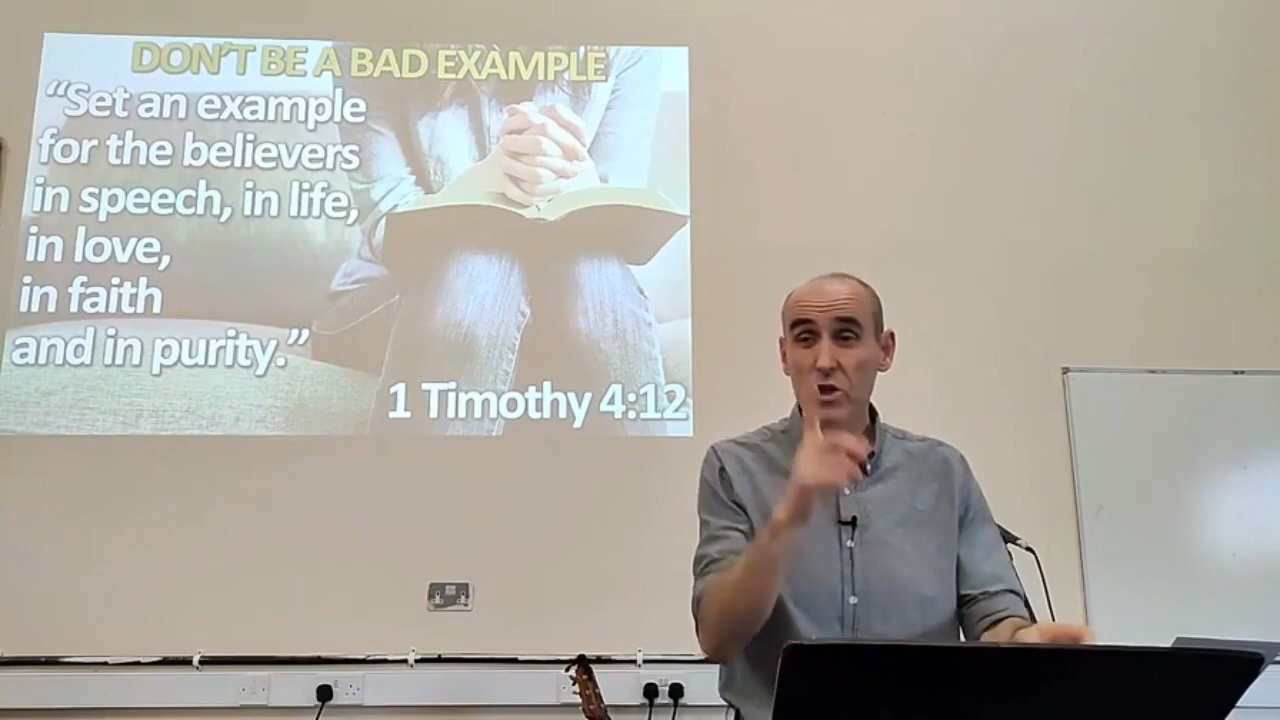 DON'T BE A BAD EXAMPLE
“Set an example
for the believers
in speech, in life,
in love,
in faith
and in purity.”
1 Timothy 4:12